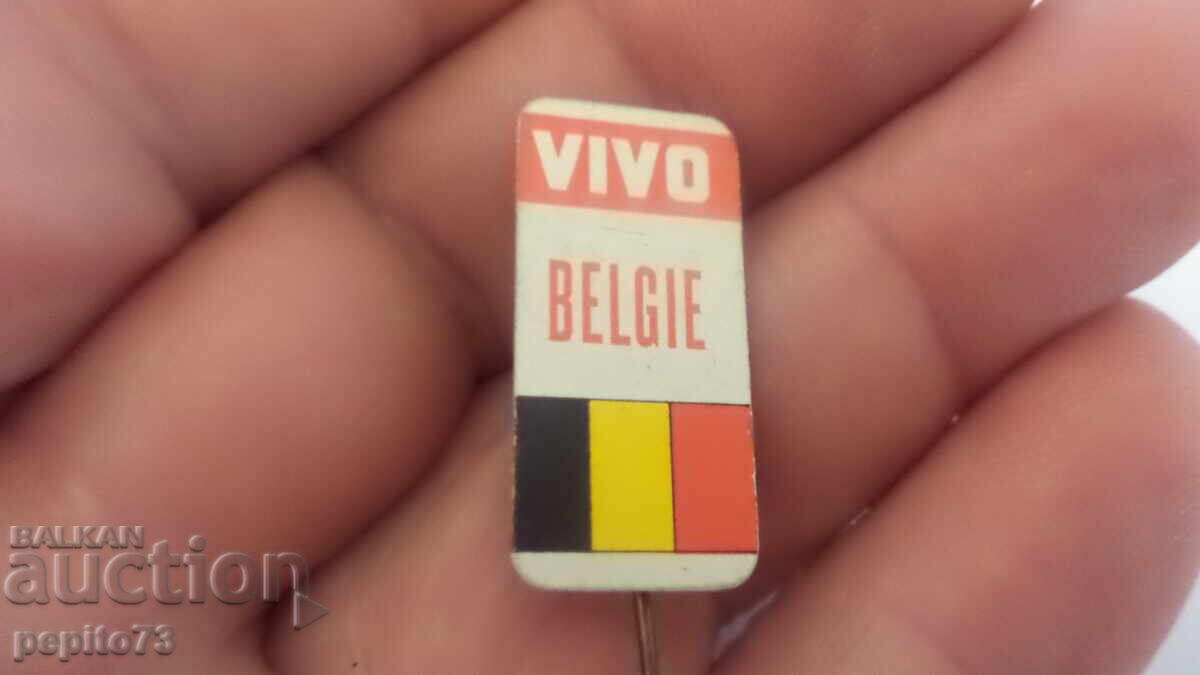 VIVO
BELGIE
BALKAN
auction
pepito73